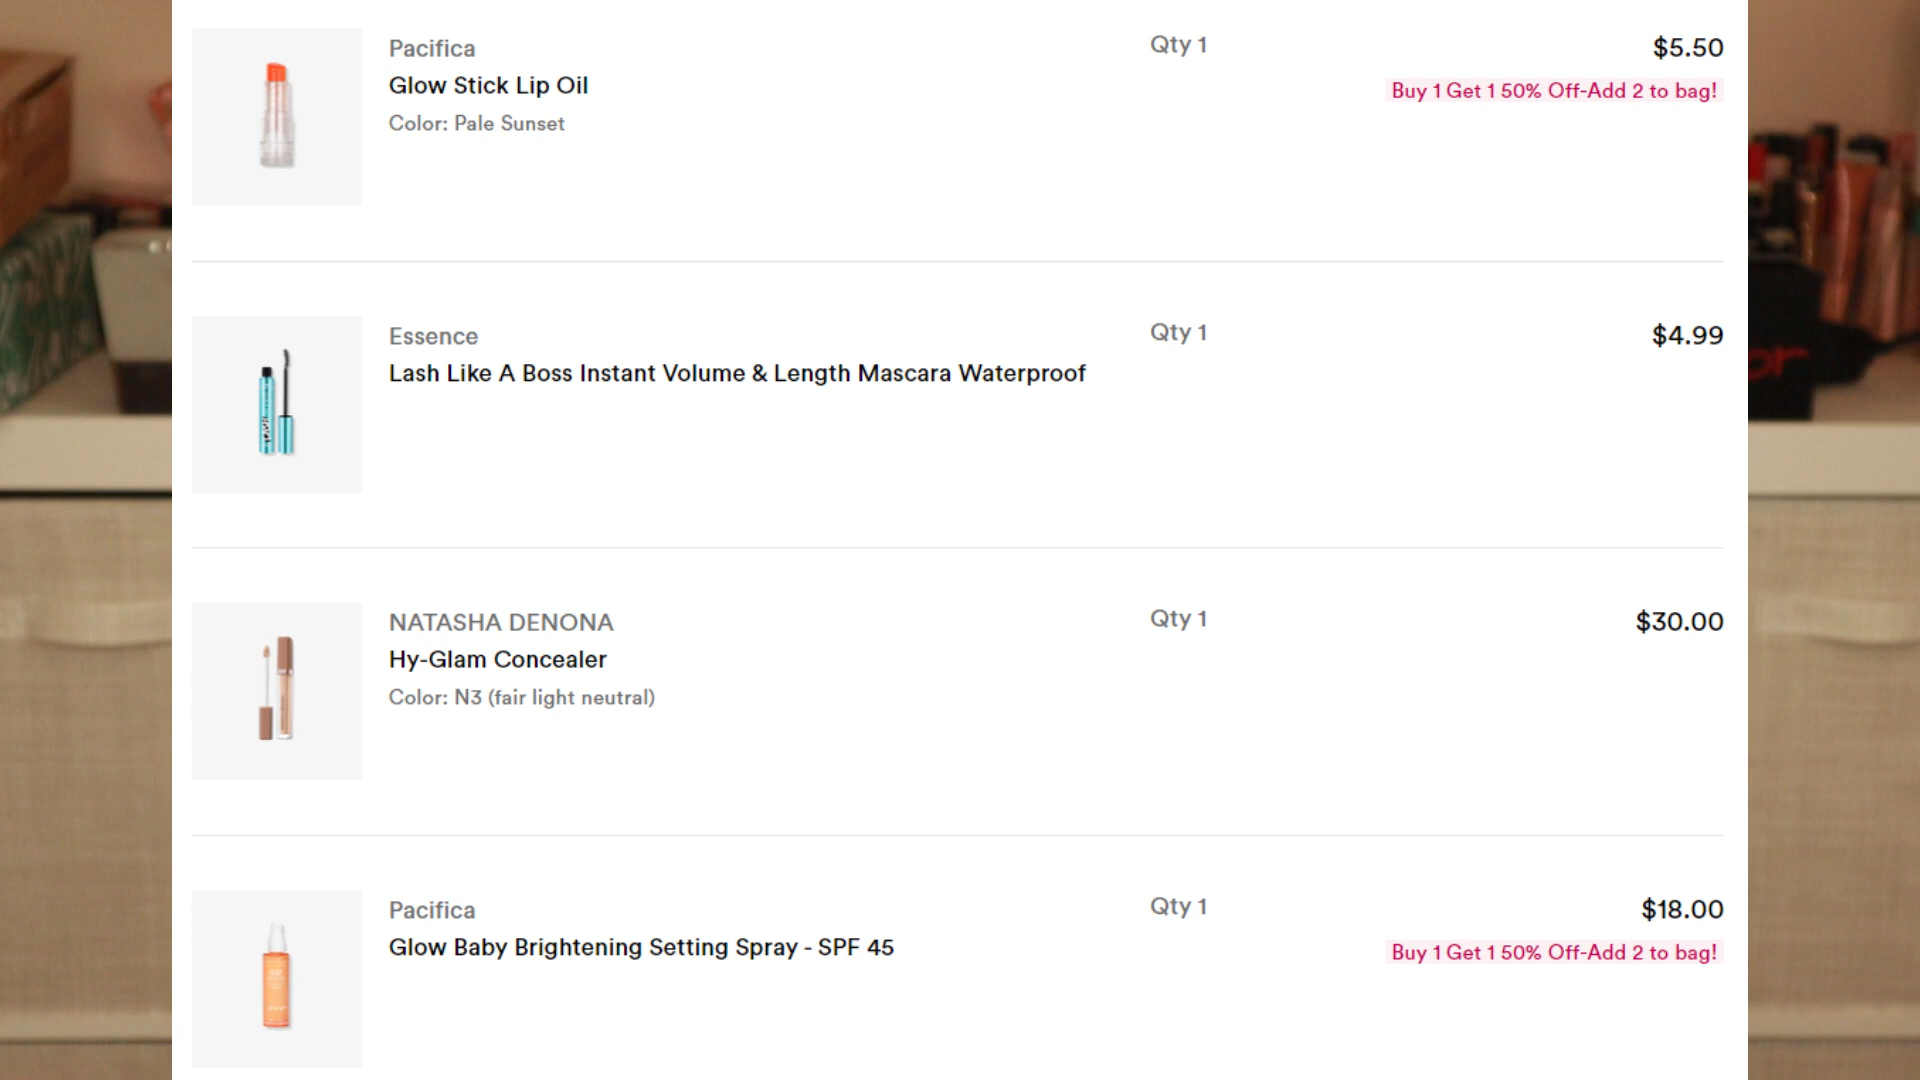 Pacifica
Qty 1
$5.50
Glow Stick Lip Oil
Buy 1 Get 1 50% Off-Add 2 to bag!
Color: Pale Sunset
Essence
Qty 1
$4.99
Lash Like A Boss Instant Volume & Length Mascara Waterproof
NATASHA DENONA
Qty 1
$30.00
Hy-Glam Concealer
Color: N3 (fair light neutral)
Pacifica
Qty 1
$18.00
Glow Baby Brightening Setting Spray - SPF 45
Buy 1 Get 1 50% Off-Add 2 to bag!
or